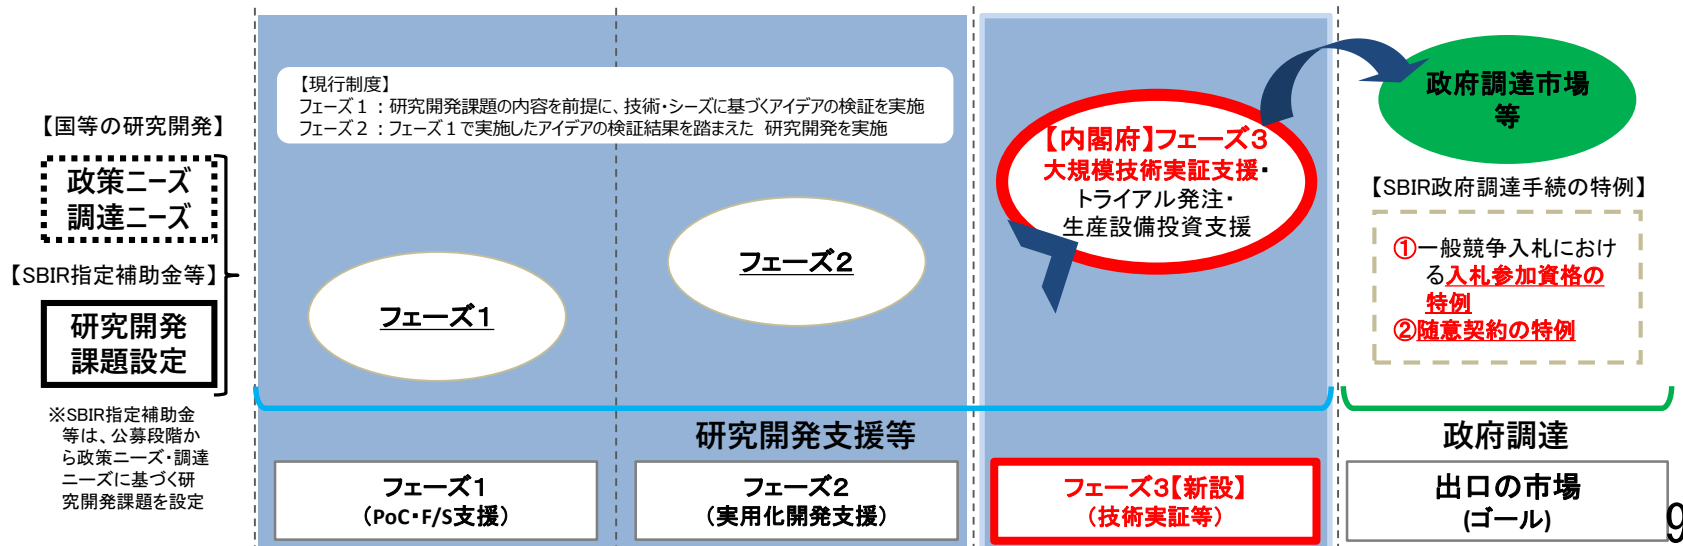 【国等の研究開発】
政策ニーズ
調達ニーズ
【SBIR指定補助金等】
研究開発
課題設定
※SBIR指定補助金
等は、公募段階か
ら政策ニーズ・調達
ニーズに基づく研
究開発課題を設定
【現行制度】
フェーズ1：研究開発課題の内容を前提に、技術・シーズに基づくアイデアの検証を実施
フェーズ2：フェーズ1で実施したアイデアの検証結果を踏まえた 研究開発を実施
フェーズ1
フェーズ2
【内閣府】フェーズ3
大規模技術実証支援・
トライアル発注・
生産設備投資支援
政府調達市場
等
【SBIR政府調達手続の特例】
①一般競争入札におけ
る入札参加資格の
特例
②随意契約の特例
研究開発支援等
政府調達
フェーズ1
（PoC・F/S支援）
フェーズ2
（実用化開発支援）
フェーズ3【新設】
（技術実証等）
出口の市場
(ゴール)
9